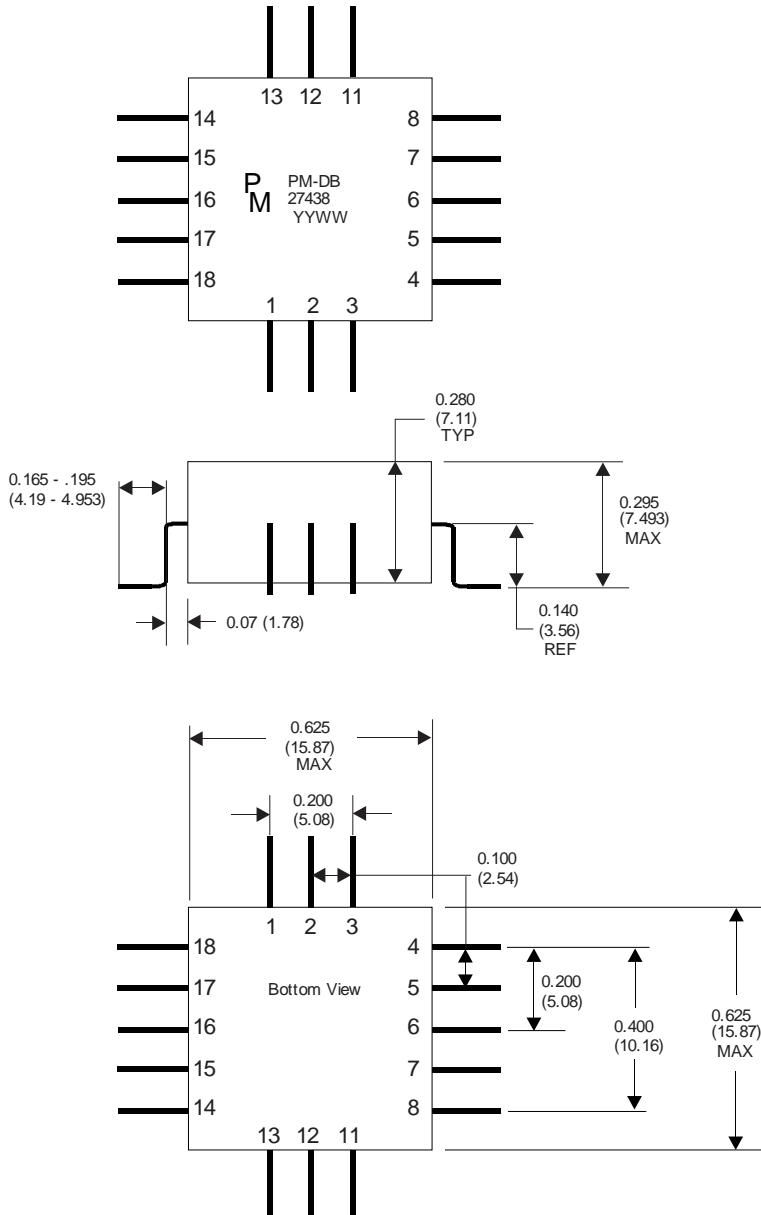 13 12 11
14 8
15 7
P M PM-DB
27438
YYWW
16 6
17 5
18 4
1 2 3
0.280
(7.11)
TYP
0.165 - .195
(4.19 - 4.953)
0.295
(7.493)
MAX
0.07 (1.78)
0.140
(3.56)
REF
0.625
(15.87)
MAX
0.200
(5.08)
0.100
(2.54)
1 2 3
18 4
17 Bottom View 5
16 6
15 7
14 8
13 12 11
0.200
(5.08)
0.400
(10.16)
0.625
(15.87)
MAX